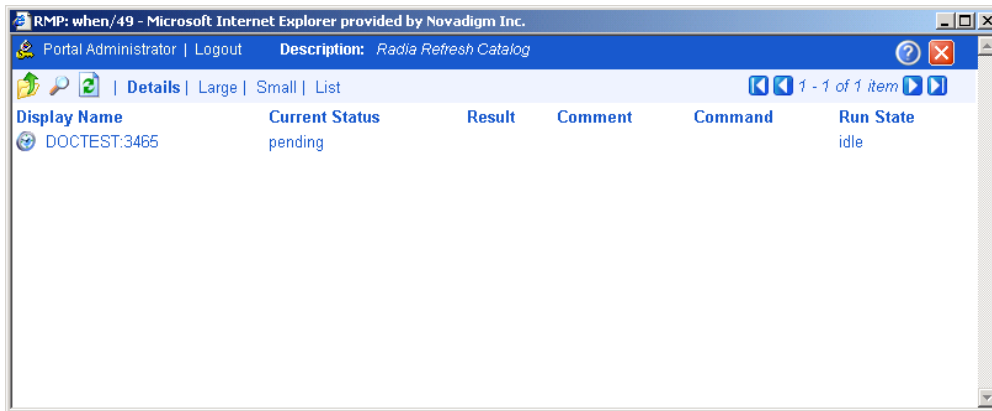 RMP: when/49 - Microsoft Internet Explorer provided by Novadigm Inc.
Portal Administrator | Logout Description: Radia Refresh Catalog
| Details | Large | Small | List 1 - 1 of 1 item
Display Name Current Status Result Comment Command Run State
DOCTEST:3465 pending idle